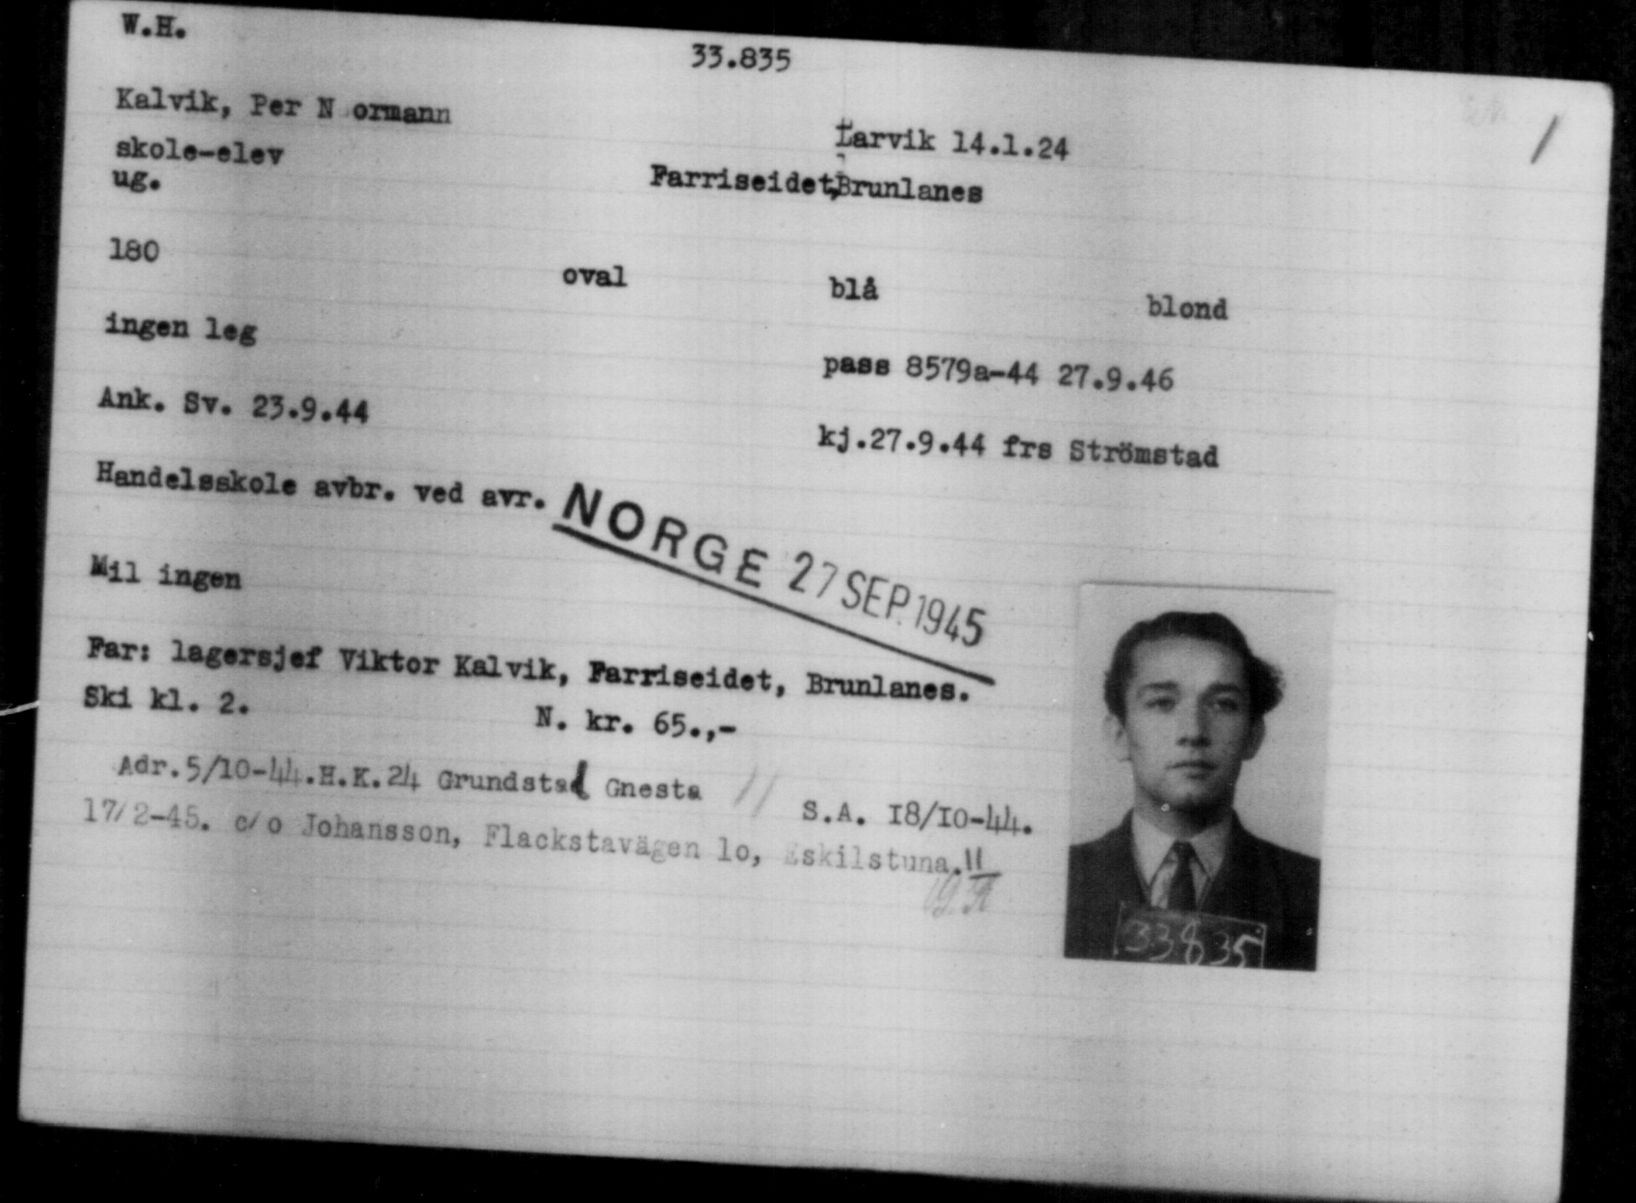 W.H.
33.835
Kalvik, Per N ormann
Larvik 14.1.24
skole-elev
ug.
Farriseidet,Brunlanes
180
oval
blå
blond
ingen leg
pass 8579a-44 27.9.46
Ank. Sv. 23.9.44
kj.27.9.44 frs Strömstad
Handelsskole avbr. ved avr.
NORGE 27 SEP. 1945
Mil ingen
Far: lagersjef Viktor Kalvik, Farriseidet, Brunlanes.
Ski kl. 2.
N. kr. 65.,-
Adr.5/10-44.H.K.24 Grundstad Gnesta
S.A. 18/10-44.
17/2-45. c/o Johansson, Flackstavägen lo, Eskilstuna.
33835